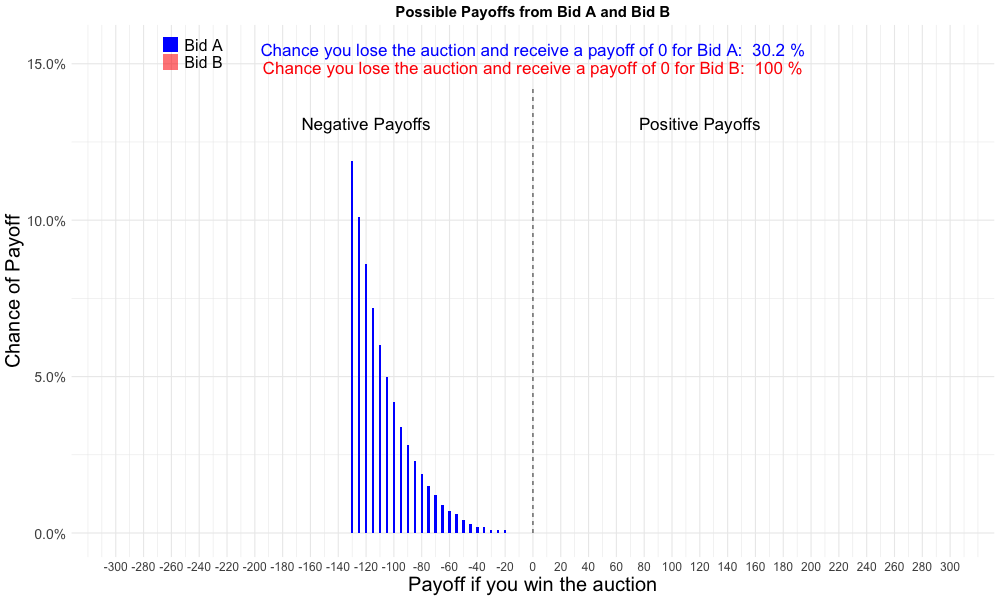 Possible Payoffs from Bid A and Bid B
Bid A
Bid B
Chance you lose the auction and receive a payoff of 0 for Bid A:  30.2 %
Chance you lose the auction and receive a payoff of 0 for Bid B:  100 %
Negative Payoffs
Positive Payoffs
Chance of Payoff
15.0%
10.0%
5.0%
0.0%
-300 -280 -260 -240 -220 -200 -180 -160 -140 -120 -100 -80 -60 -40 -20 0 20 40 60 80 100 120 140 160 180 200 220 240 260 280 300
Payoff if you win the auction